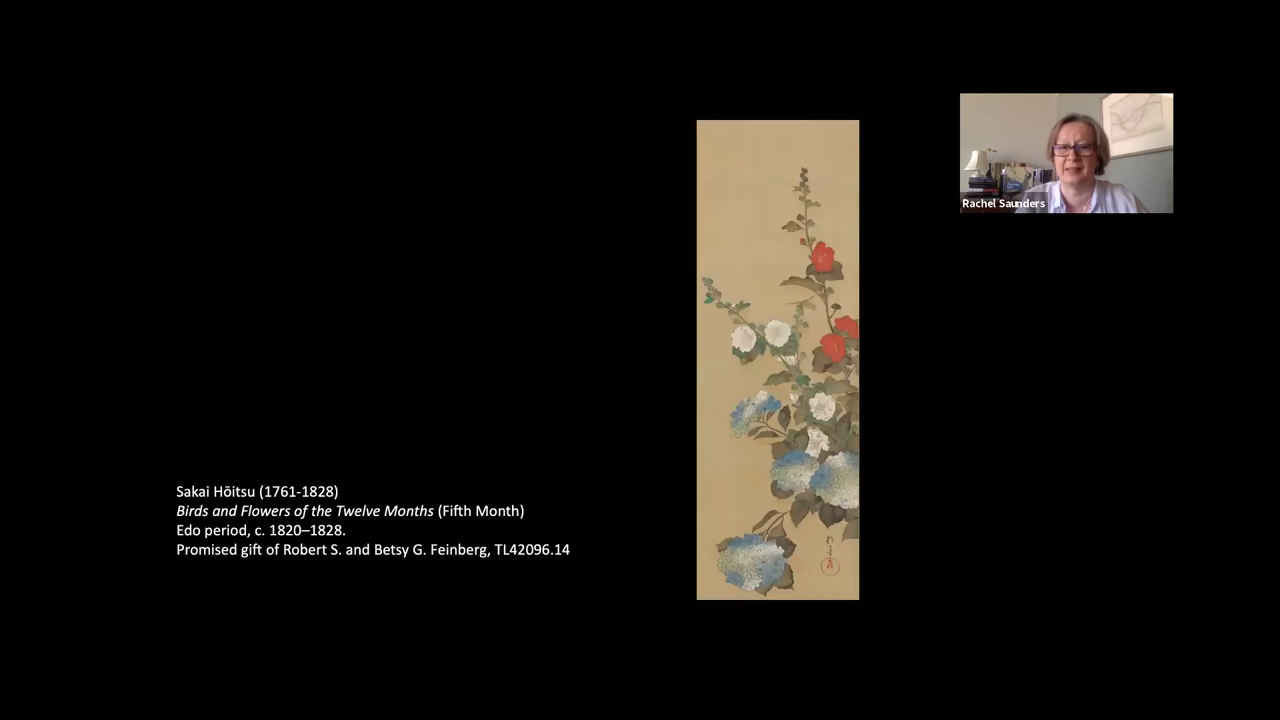 Rachel Saunders
Sakai Hōitsu (1761-1828)
Birds and Flowers of the Twelve Months (Fifth Month)
Edo period, c. 1820–1828.
Promised gift of Robert S. and Betsy G. Feinberg, TL42096.14